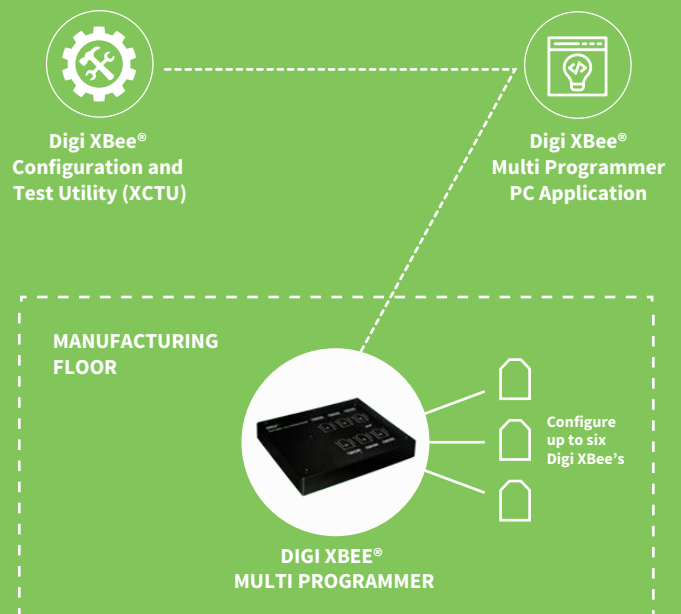 Digi XBee®
Configuration and
Test Utility (XCTU)
Digi XBee®
Multi Programmer
PC Application
MANUFACTURING
FLOOR
Configure
up to six
Digi XBee's
DIGI XBEE®
MULTI PROGRAMMER